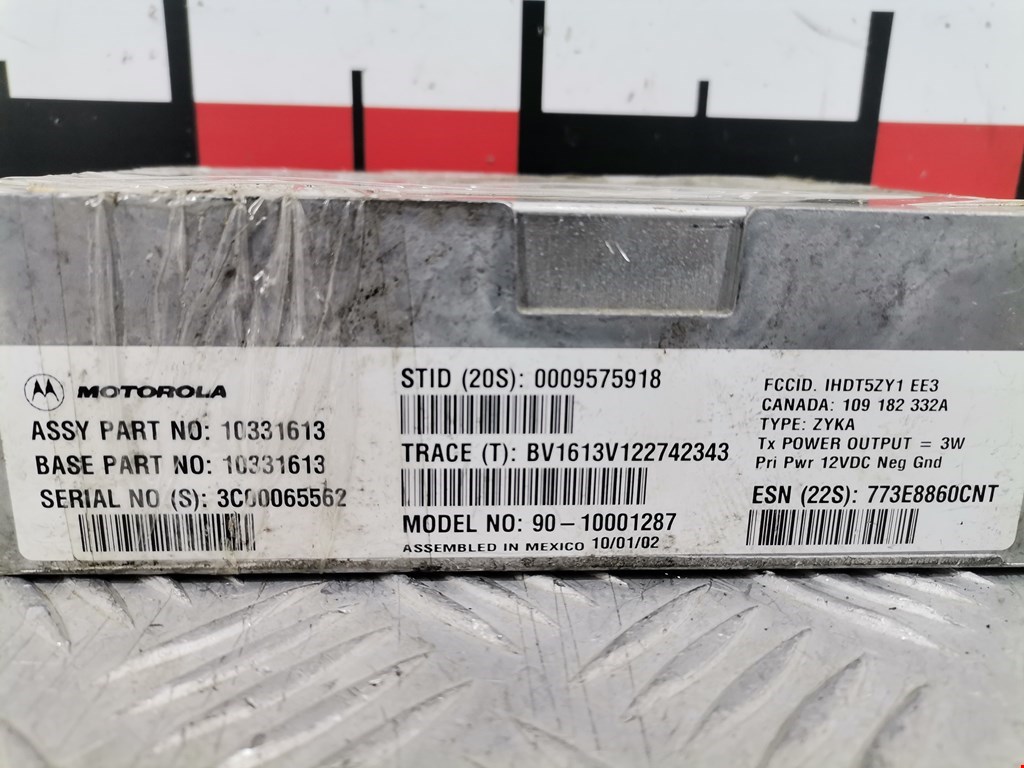 MOTOROLA
ASSY PART NO: 10331613
BASE PART NO: 10331613
SERIAL NO (S): 3C00065562
STID (20S): 0009575918
TRACE (T): BV1613V122742343
MODEL NO: 90-10001287
ASSEMBLED IN MEXICO 10/01/02
FCCID. IHDT5ZY1 EE3
CANADA: 109 182 332A
TYPE: ZYKA
Tx POWER OUTPUT = 3W
Pri Pwr 12VDC Neg Gnd
ESN (22S): 773E8860CNT